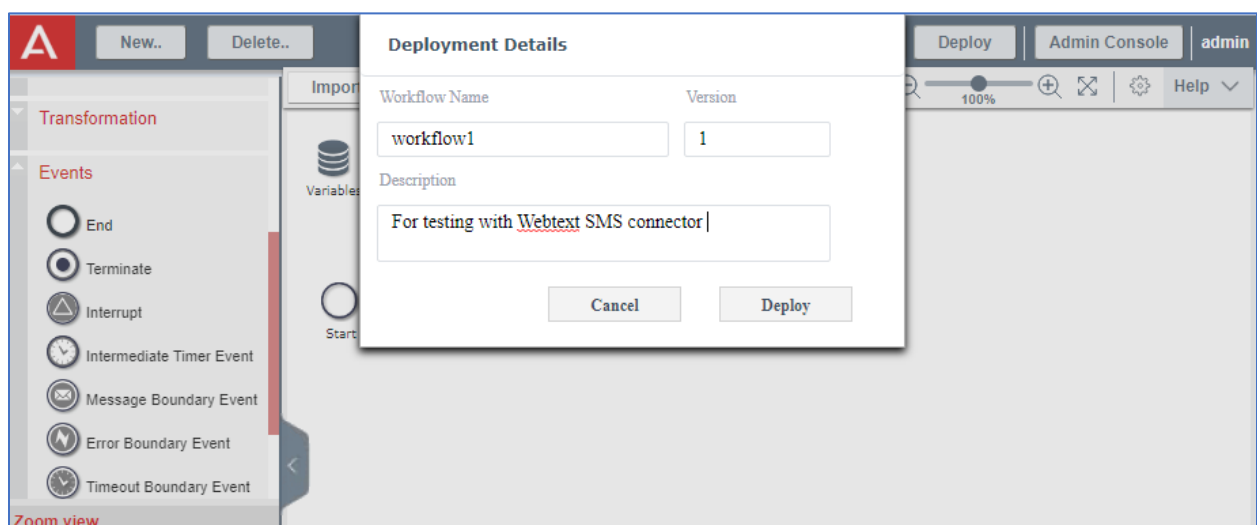 New..
Delete..
Deployment Details
Deploy
Admin Console
admin
Import
Workflow Name
Version
100%
Help
Transformation
workflow1
1
Events
Variables
Description
End
For testing with Webtext SMS connector
Terminate
Interrupt
Cancel
Deploy
Start
Intermediate Timer Event
Message Boundary Event
Error Boundary Event
Timeout Boundary Event
Zoom view